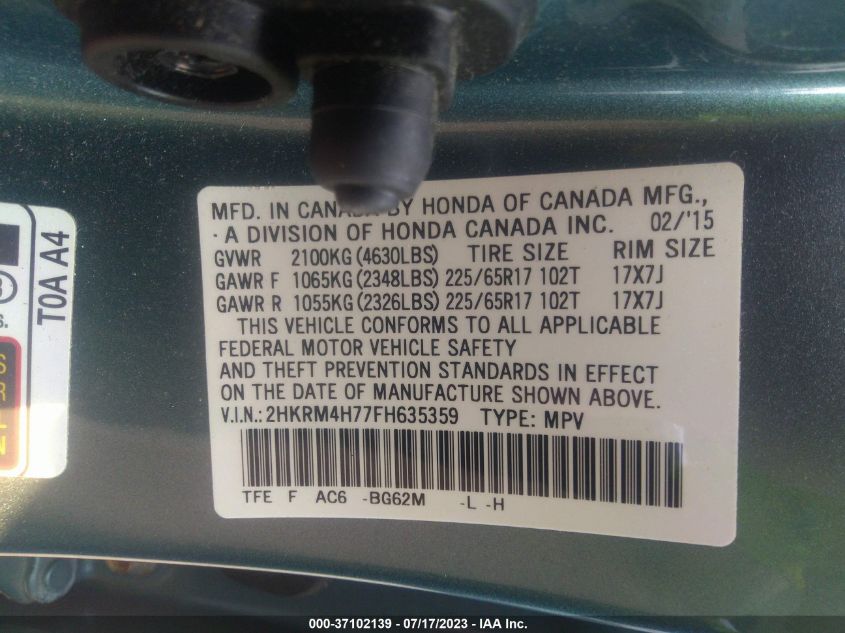 MFD. IN CANADA BY HONDA OF CANADA MFG.,
A DIVISION OF HONDA CANADA INC. 02/'15
GVWR 2100KG (4630LBS) TIRE SIZE RIM SIZE
GAWR F 1065KG (2348LBS) 225/65R17 102T 17X7J
GAWR R 1055KG (2326LBS) 225/65R17 102T 17X7J
THIS VEHICLE CONFORMS TO ALL APPLICABLE
FEDERAL MOTOR VEHICLE SAFETY
AND THEFT PREVENTION STANDARDS IN EFFECT
ON THE DATE OF MANUFACTURE SHOWN ABOVE.
V.I.N.: 2HKRM4H77FH635359 TYPE: MPV
TFE F AC6 -BG62M -L -H
T0A A4
000-37102139 - 07/17/2023 - IAA Inc.